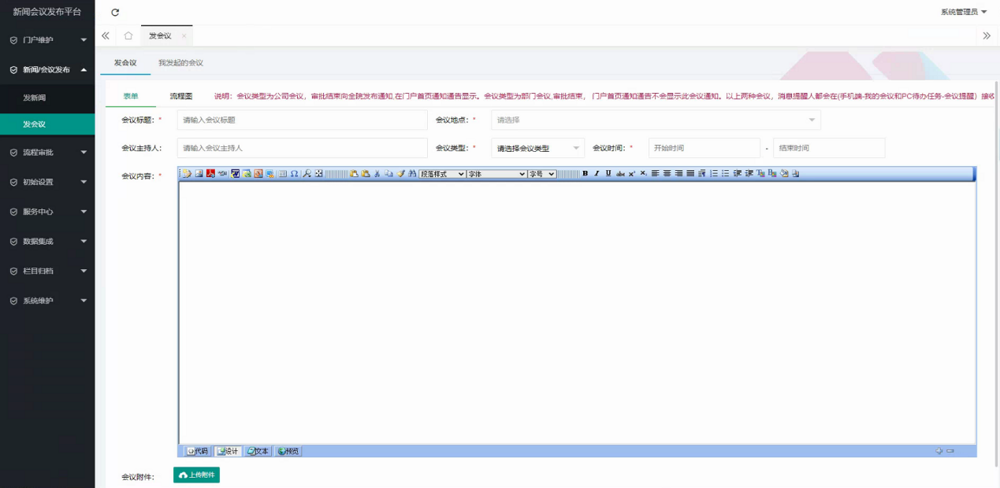 新闻会议发布平台
系统管理员
门户维护
发会议
新闻/会议发布
发会议 我发起的会议
发新闻
表单 流程图 说明：会议类型为公司会议，审批结束向全院发布通知,在门户首页通知通告显示。会议类型为部门会议,审批结束， 门户首页通知通告不会显示此会议通知。以上两种会议，消息提醒人都会在(手机端-我的会议和PC待办任务-会议提醒）接收
发会议
会议标题：* 请输入会议标题 会议地点：* 请选择
流程审批
会议主持人： 请输入会议主持人 会议类型：* 请选择会议类型 会议时间：* 开始时间 - 结束时间
会议内容：* 段落样式 字体 字号 B I U abc x² x₂
初始设置
服务中心
数据集成
栏目归档
系统维护
代码 设计 文本 预览
会议附件： 上传附件